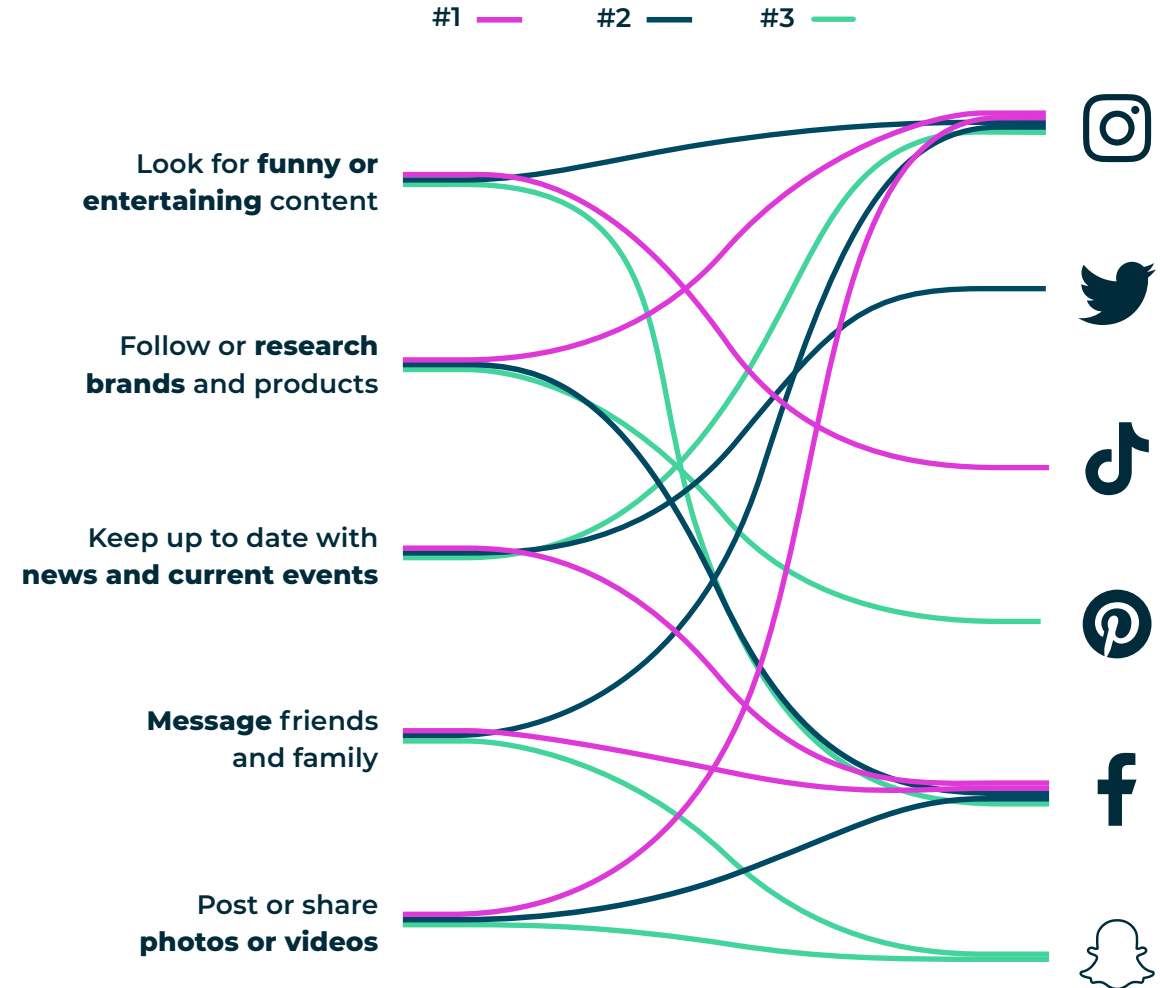 #1 #2 #3
Look for funny or
entertaining content
Follow or research
brands and products
Keep up to date with
news and current events
Message friends
and family
Post or share
photos or videos